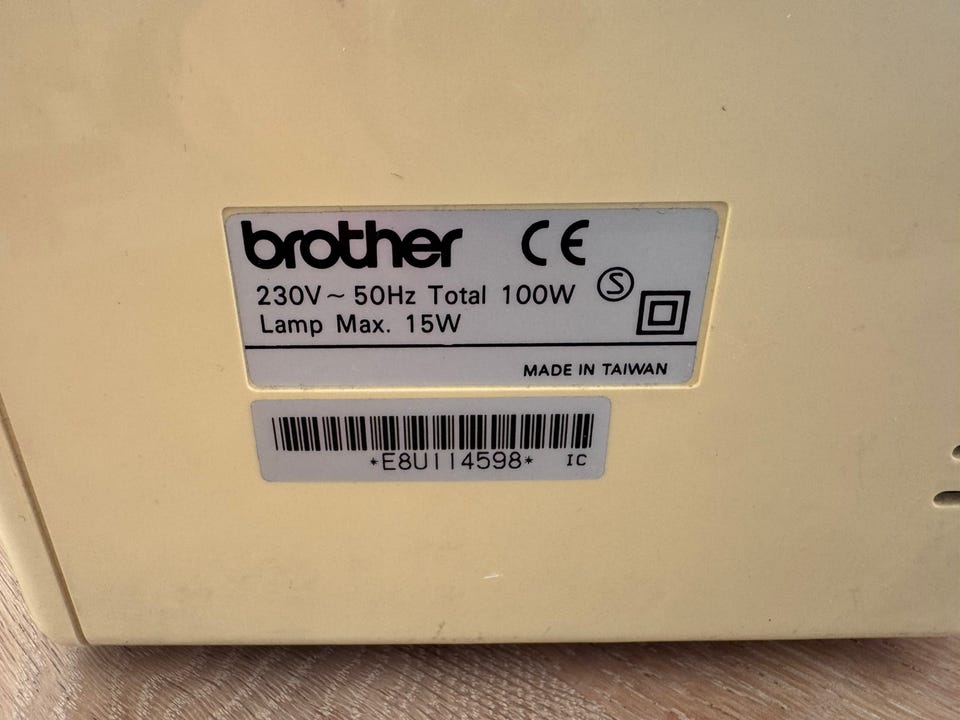 brother CE
230V~ 50Hz Total 100W S
Lamp Max. 15W
MADE IN TAIWAN
*E8U114598* IC